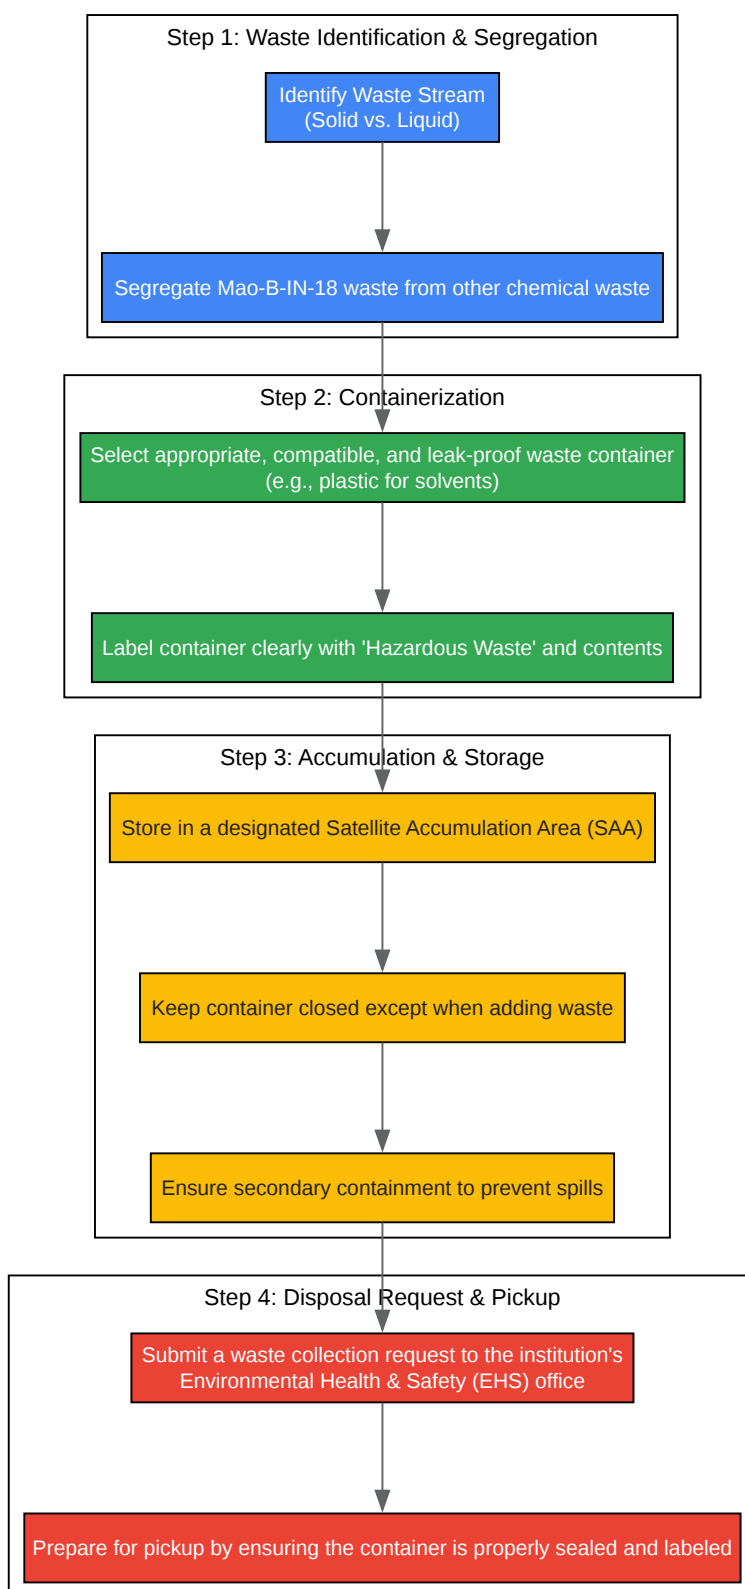 Step 1: Waste Identification & Segregation
Identify Waste Stream
(Solid vs. Liquid)
Segregate Mao-B-IN-18 waste from other chemical waste
Step 2: Containerization
Select appropriate, compatible, and leak-proof waste container
(e.g., plastic for solvents)
Label container clearly with 'Hazardous Waste' and contents
Step 3: Accumulation & Storage
Store in a designated Satellite Accumulation Area (SAA)
Keep container closed except when adding waste
Ensure secondary containment to prevent spills
Step 4: Disposal Request & Pickup
Submit a waste collection request to the institution's
Environmental Health & Safety (EHS) office
Prepare for pickup by ensuring the container is properly sealed and labeled